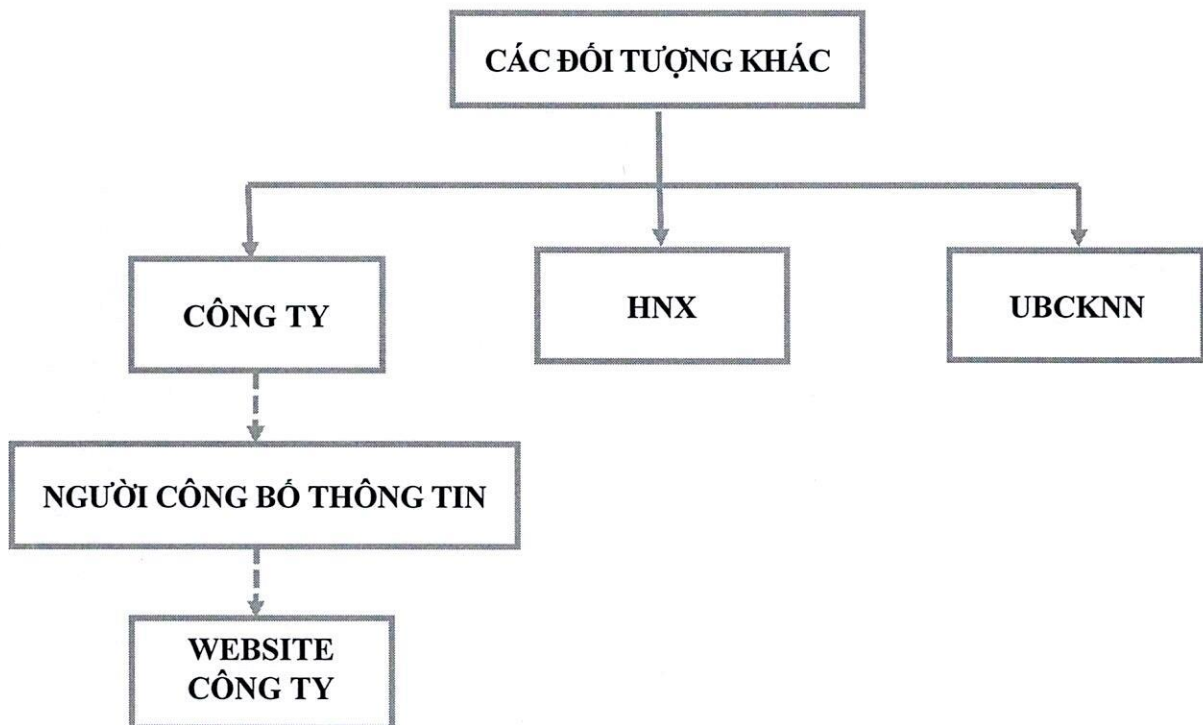 CÁC ĐỐI TƯỢNG KHÁC
CÔNG TY
HNX
UBCKNN
NGƯỜI CÔNG BỐ THÔNG TIN
WEBSITE
CÔNG TY